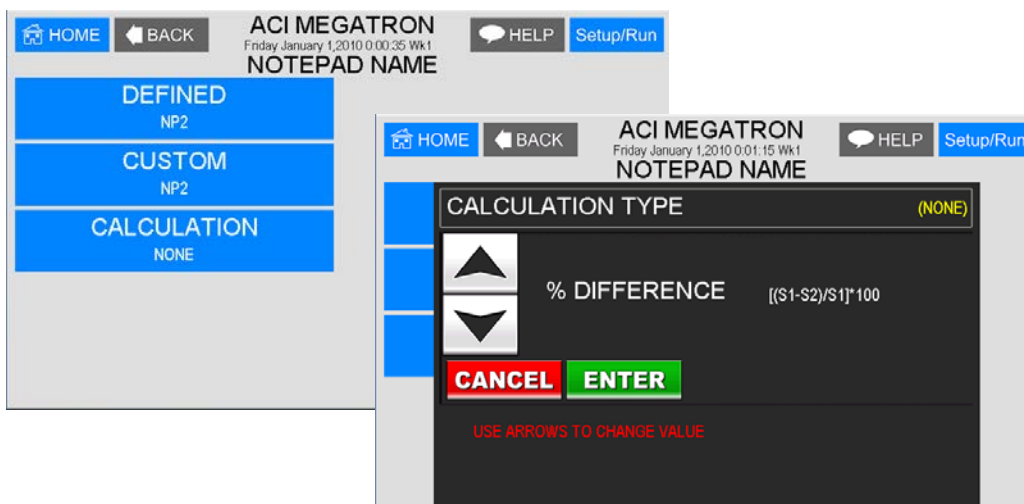 HOME BACK ACI MEGATRON HELP Setup/Run
Friday January 1,2010 0:00:35 Wk1
NOTEPAD NAME
DEFINED
NP2
CUSTOM
NP2
CALCULATION
NONE
HOME BACK ACI MEGATRON HELP Setup/Run
Friday January 1,2010 0:01:15 Wk1
NOTEPAD NAME
CALCULATION TYPE (NONE)
% DIFFERENCE [(S1-S2)/S1]*100
CANCEL ENTER
USE ARROWS TO CHANGE VALUE